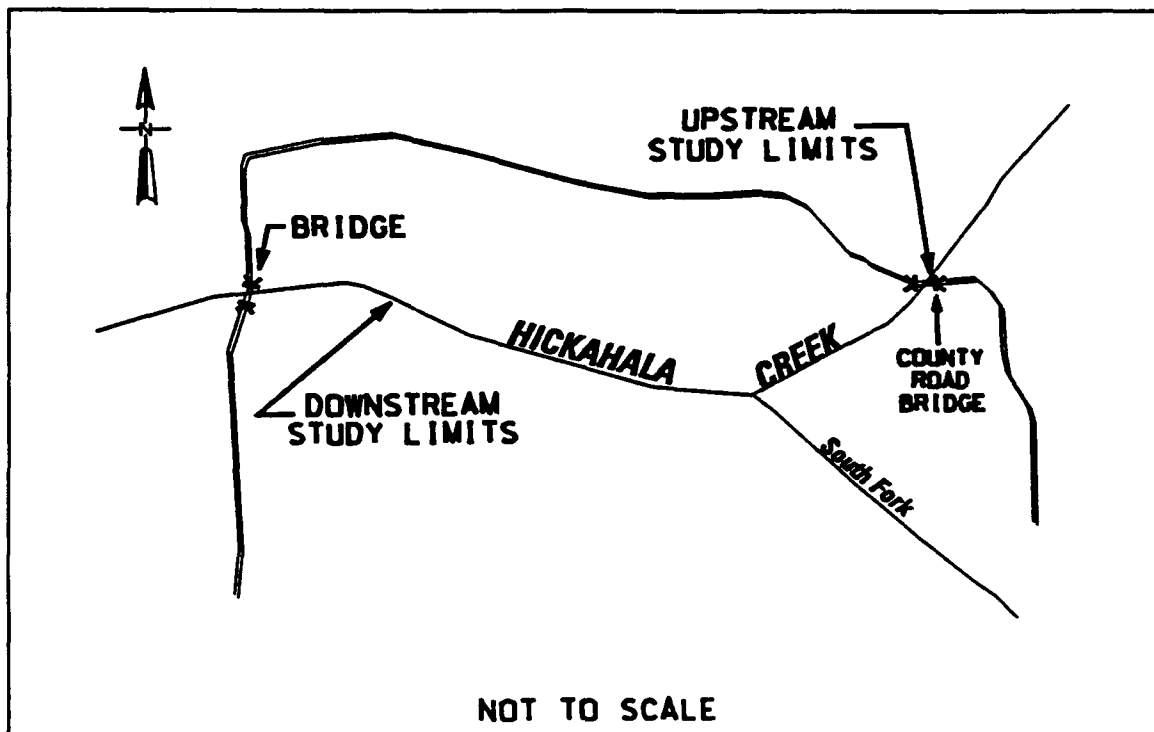 N
UPSTREAM
STUDY LIMITS
BRIDGE
HICKAHALA CREEK
COUNTY
ROAD
BRIDGE
DOWNSTREAM
STUDY LIMITS
South Fork
NOT TO SCALE